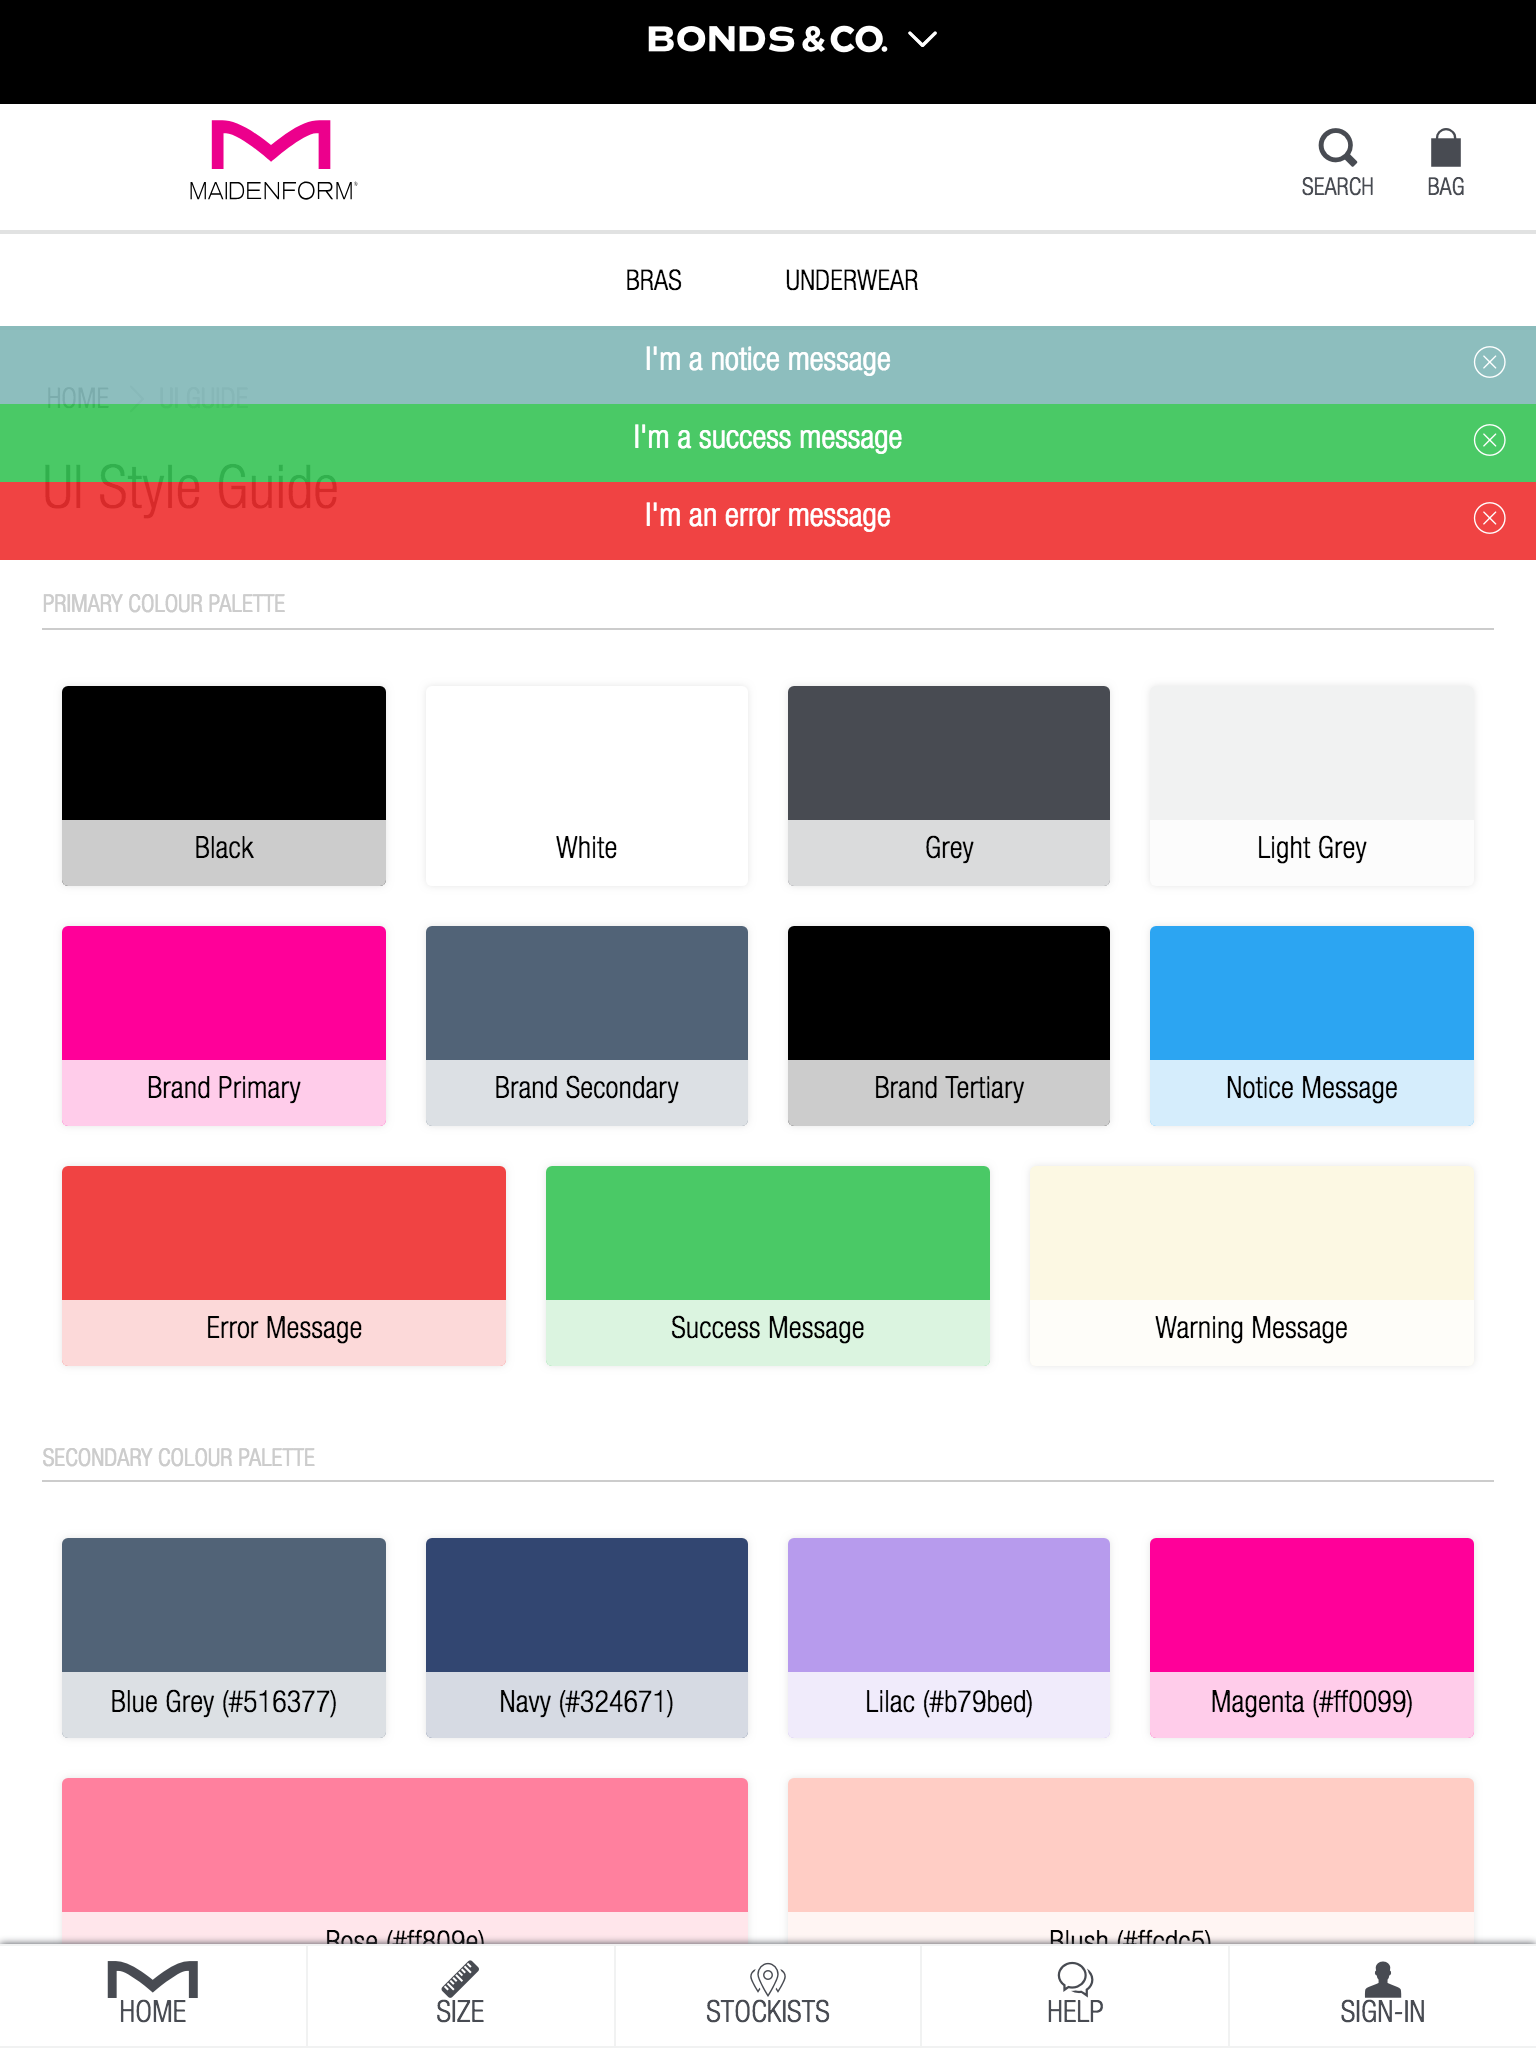 BONDS & CO.
MAIDENFORM®
SEARCH
BAG
BRAS
UNDERWEAR
I'm a notice message
HOME
UI GUIDE
I'm a success message
UI Style Guide
I'm an error message
PRIMARY COLOUR PALETTE
Black
White
Grey
Light Grey
Brand Primary
Brand Secondary
Brand Tertiary
Notice Message
Error Message
Success Message
Warning Message
SECONDARY COLOUR PALETTE
Blue Grey (#516377)
Navy (#324671)
Lilac (#b79bed)
Magenta (#ff0099)
Rose (#ff809e)
Blush (#ffcdc5)
HOME
SIZE
STOCKISTS
HELP
SIGN-IN